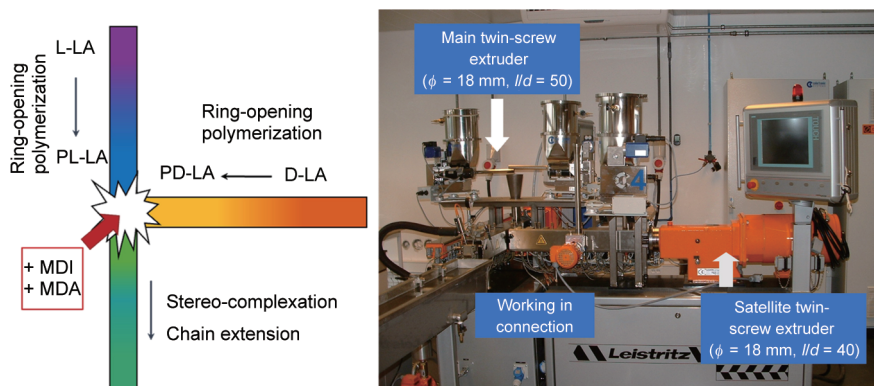 L-LA
Ring-opening
polymerization
PL-LA
Ring-opening
polymerization
PD-LA
D-LA
+ MDI
+ MDA
Stereo-complexation
Chain extension
Main twin-screw
extruder
(ϕ = 18 mm, l/d = 50)
4
Working in
connection
Satellite twin-
screw extruder
(ϕ = 18 mm, l/d = 40)
Leistritz